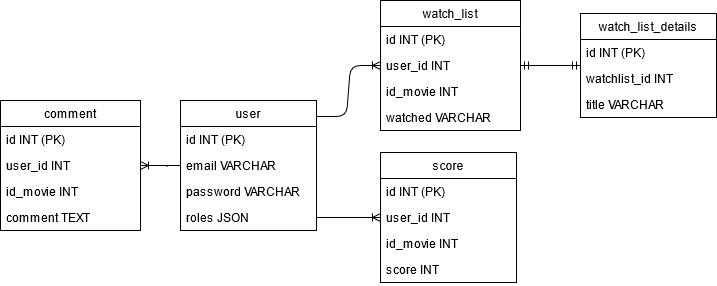 comment
id INT (PK)
user_id INT
id_movie INT
comment TEXT
user
id INT (PK)
email VARCHAR
password VARCHAR
roles JSON
watch_list
id INT (PK)
user_id INT
id_movie INT
watched VARCHAR
watch_list_details
id INT (PK)
watchlist_id INT
title VARCHAR
score
id INT (PK)
user_id INT
id_movie INT
score INT